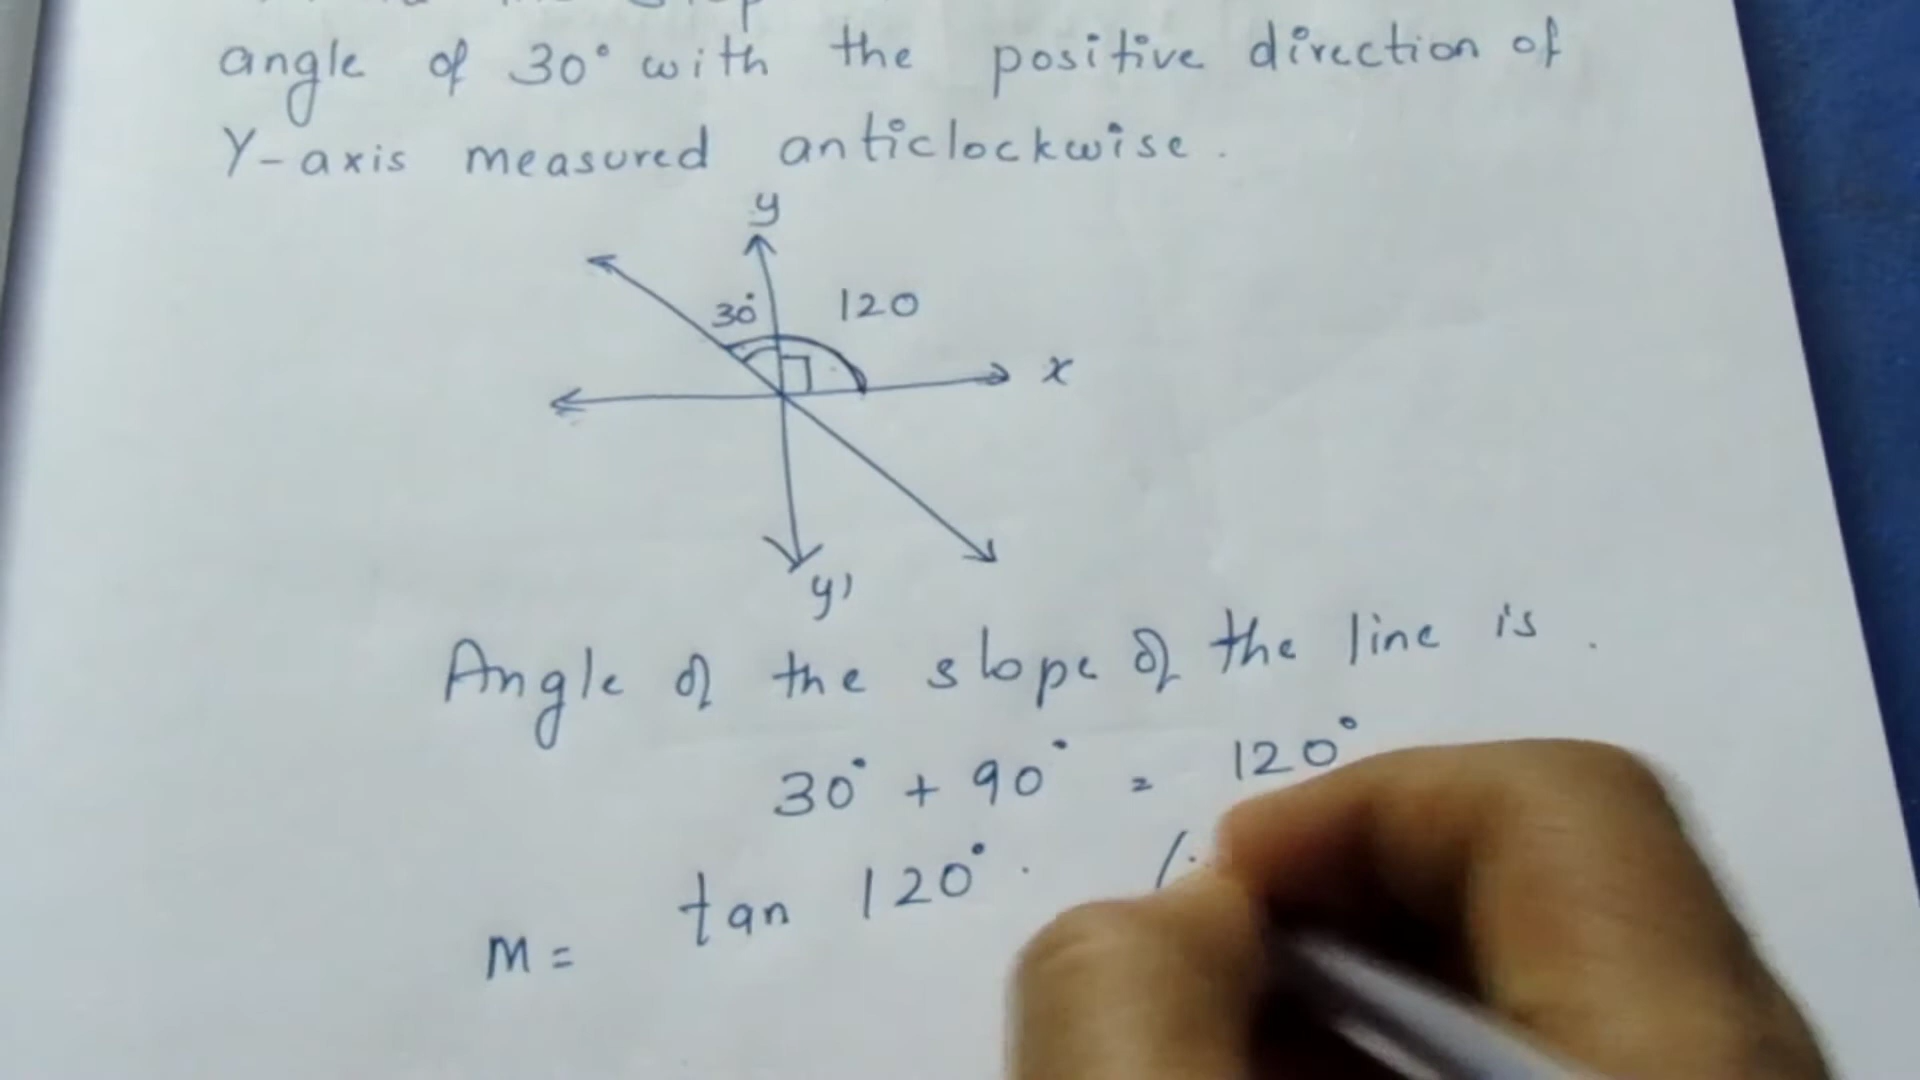 angle of 30° with the positive direction of
Y-axis measured anticlockwise.
y
30° 120
x
y'
Angle of the slope of the line is.
30° + 90° = 120°
M = tan 120°.